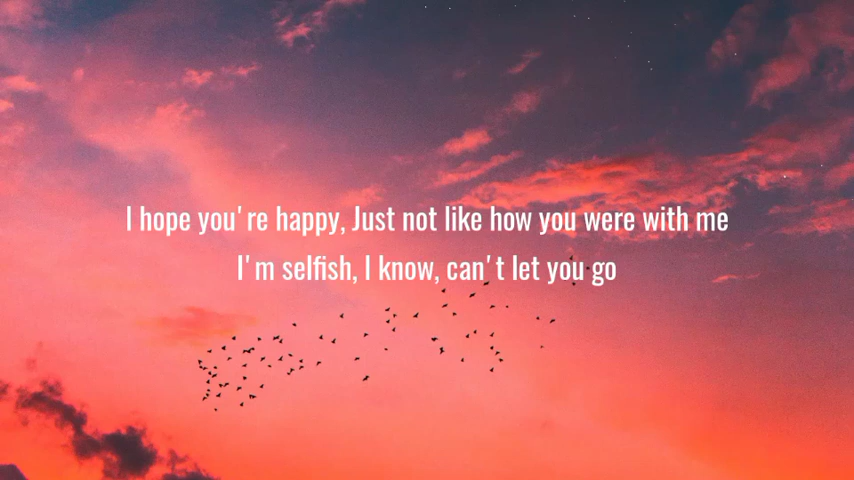 I hope you're happy, Just not like how you were with me
I'm selfish, I know, can't let you go